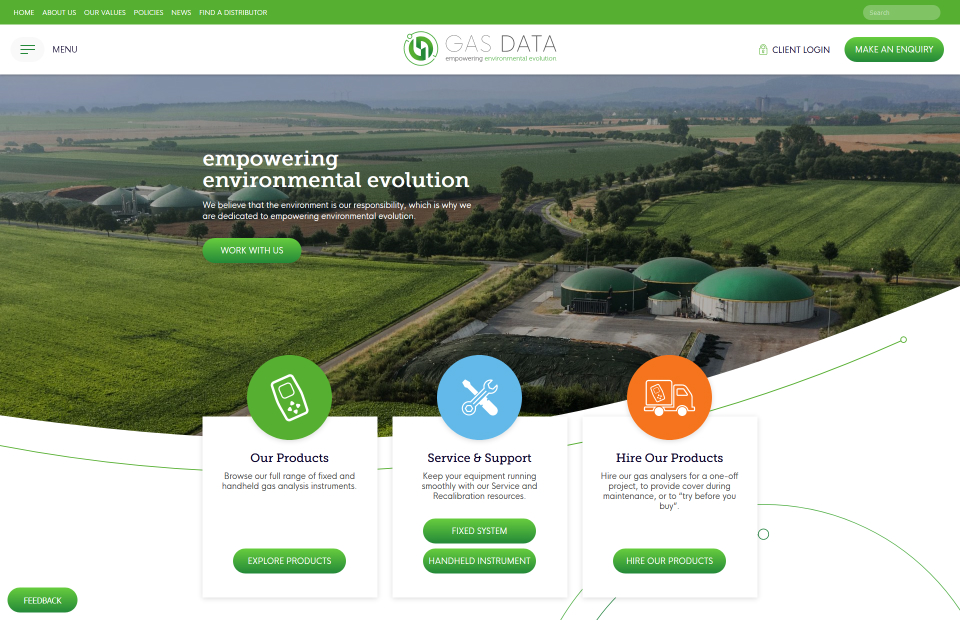 HOME ABOUT US OUR VALUES POLICIES NEWS FIND A DISTRIBUTOR Search
MENU
GAS DATA
empowering environmental evolution
CLIENT LOGIN
MAKE AN ENQUIRY
empowering
environmental evolution
We believe that the environment is our responsibility, which is why we
are dedicated to empowering environmental evolution.
WORK WITH US
Our Products
Browse our full range of fixed and
handheld gas analysis instruments.
EXPLORE PRODUCTS
Service & Support
Keep your equipment running
smoothly with our Service and
Recalibration resources.
FIXED SYSTEM
HANDHELD INSTRUMENT
Hire Our Products
Hire our gas analysers for a one-off
project, to provide cover during
maintenance, or to “try before you
buy”.
HIRE OUR PRODUCTS
FEEDBACK